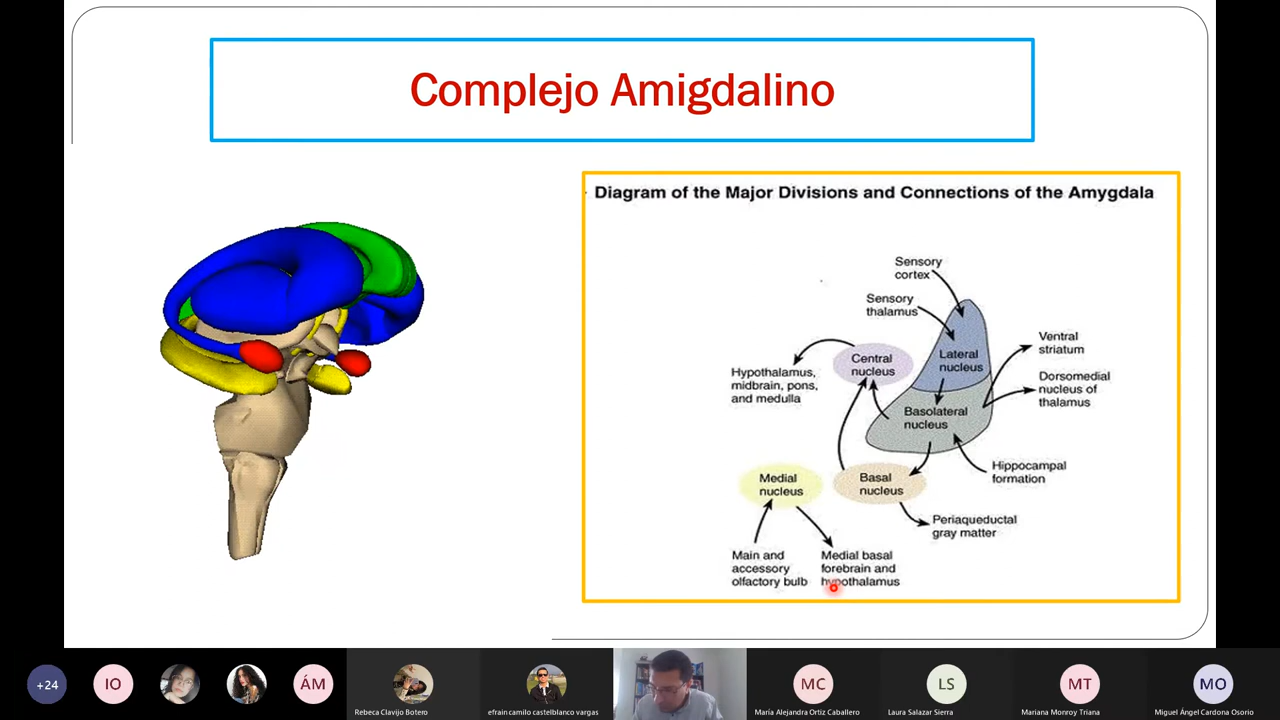 Complejo Amigdalino
Diagram of the Major Divisions and Connections of the Amygdala
Sensory
cortex
Sensory
thalamus
Lateral
nucleus
Central
nucleus
Ventral
striatum
Hypothalamus,
midbrain, pons,
and medulla
Dorsomedial
nucleus of
thalamus
Basolateral
nucleus
Hippocampal
formation
Medial
nucleus
Basal
nucleus
Periaqueductal
gray matter
Main and
accessory
olfactory bulb
Medial basal
forebrain and
hypothalamus
+24
IO
ÁM
MC
LS
MT
MO
Rebeca Clavijo Botero
efrain camilo castelblanco vargas
María Alejandra Ortiz Caballero
Laura Salazar Sierra
Mariana Monroy Triana
Miguel Ángel Cardona Osorio